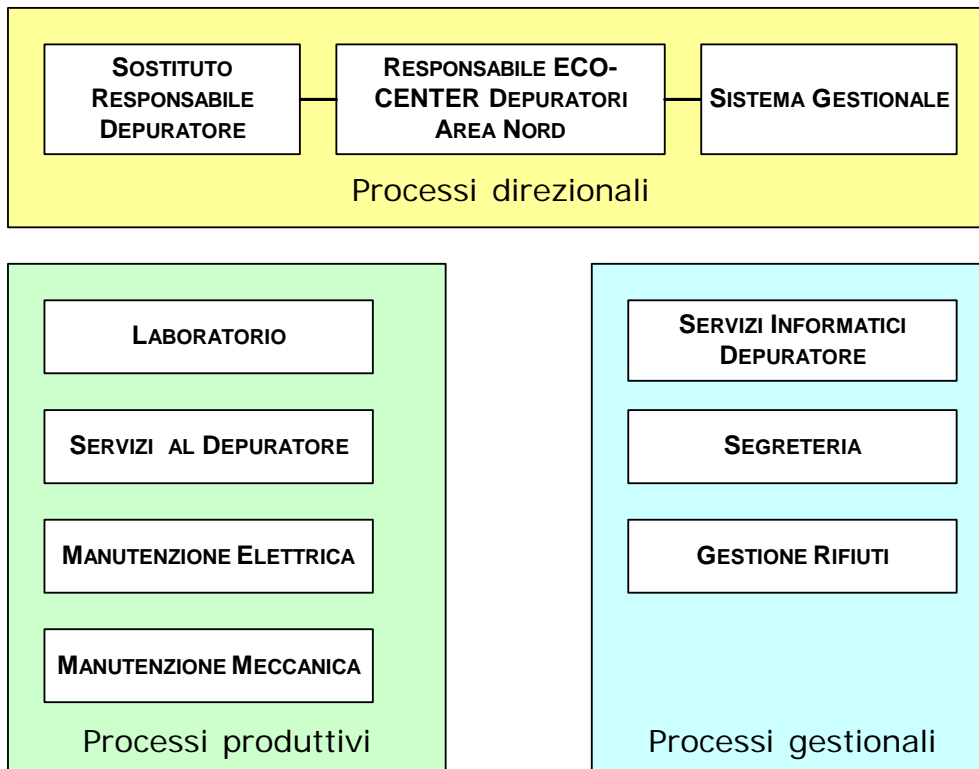 SOSTITUTO
RESPONSABILE
DEPURATORE
RESPONSABILE ECO-
CENTER DEPURATORI
AREA NORD
SISTEMA GESTIONALE
Processi direzionali
LABORATORIO
SERVIZI AL DEPURATORE
MANUTENZIONE ELETTRICA
MANUTENZIONE MECCANICA
Processi produttivi
SERVIZI INFORMATICI
DEPURATORE
SEGRETERIA
GESTIONE RIFIUTI
Processi gestionali